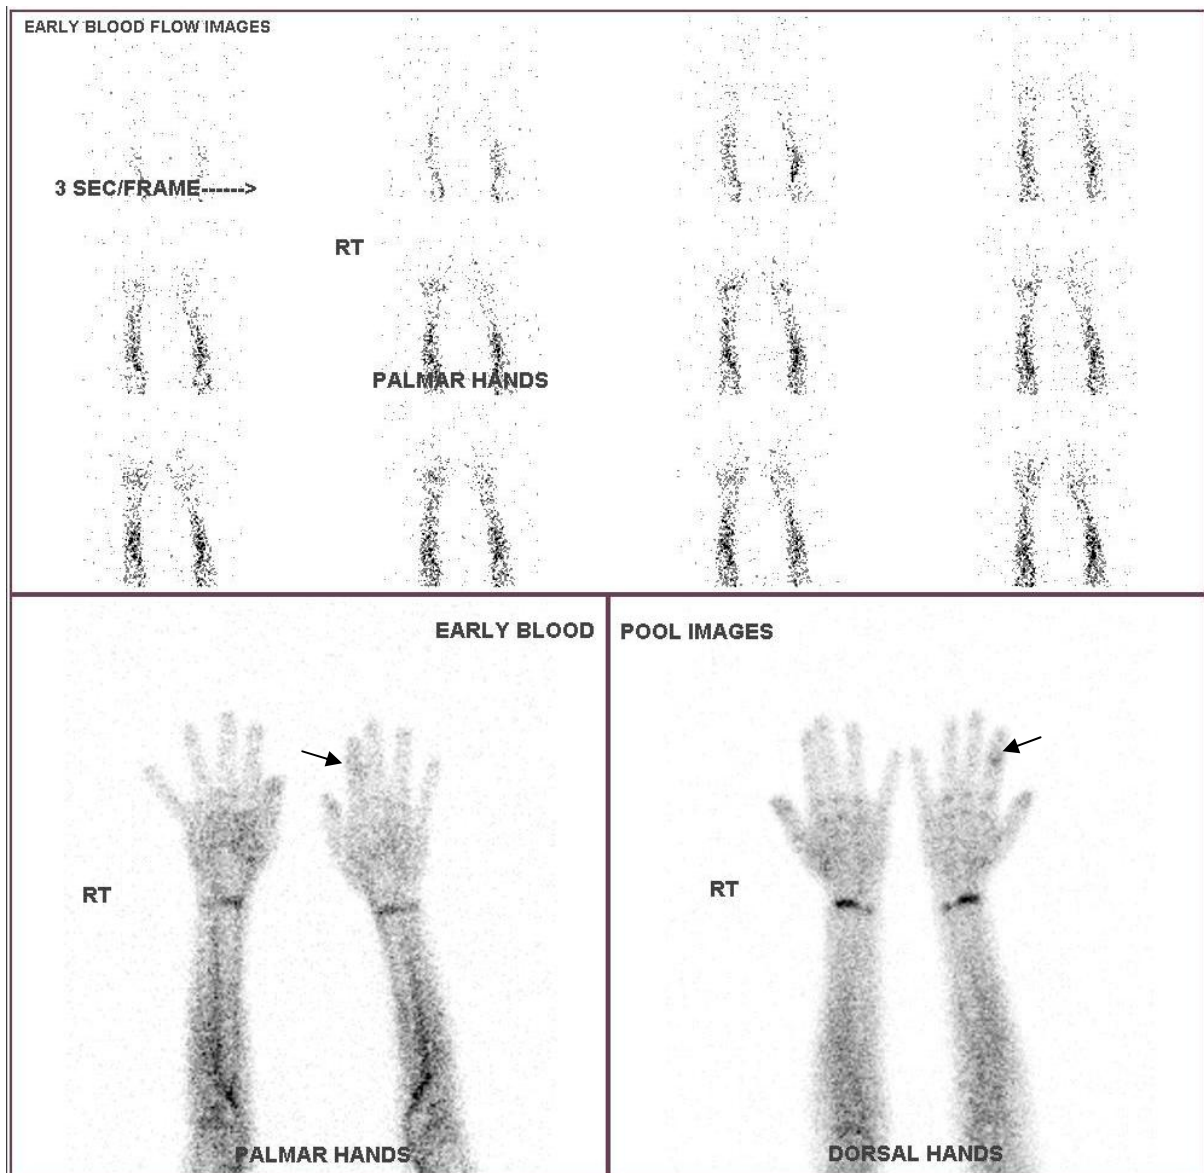 EARLY BLOOD FLOW IMAGES
3 SEC/FRAME------>
RT
PALMAR HANDS
EARLY BLOOD
POOL IMAGES
RT
RT
PALMAR HANDS
DORSAL HANDS